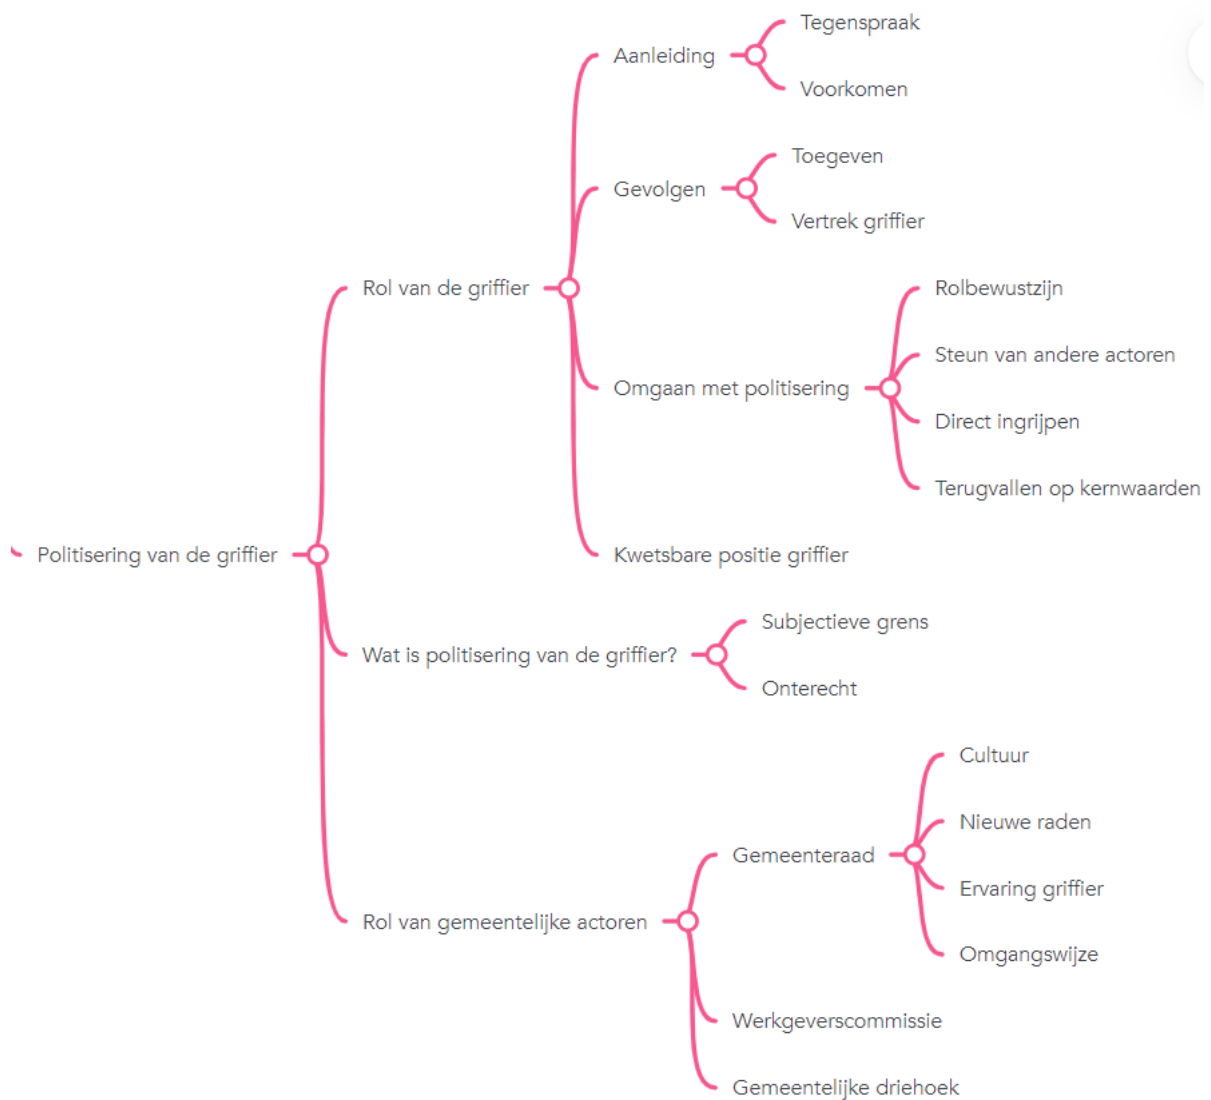 Tegenspraak
Aanleiding
Voorkomen
Toegeven
Gevolgen
Vertrek griffier
Rol van de griffier
Rolbewustzijn
Steun van andere actoren
Omgaan met politisering
Direct ingrijpen
Terugvallen op kernwaarden
Politisering van de griffier
Kwetsbare positie griffier
Subjectieve grens
Wat is politisering van de griffier?
Onterecht
Cultuur
Nieuwe raden
Gemeenteraad
Ervaring griffier
Rol van gemeentelijke actoren
Omgangswijze
Werkgeverscommissie
Gemeentelijke driehoek